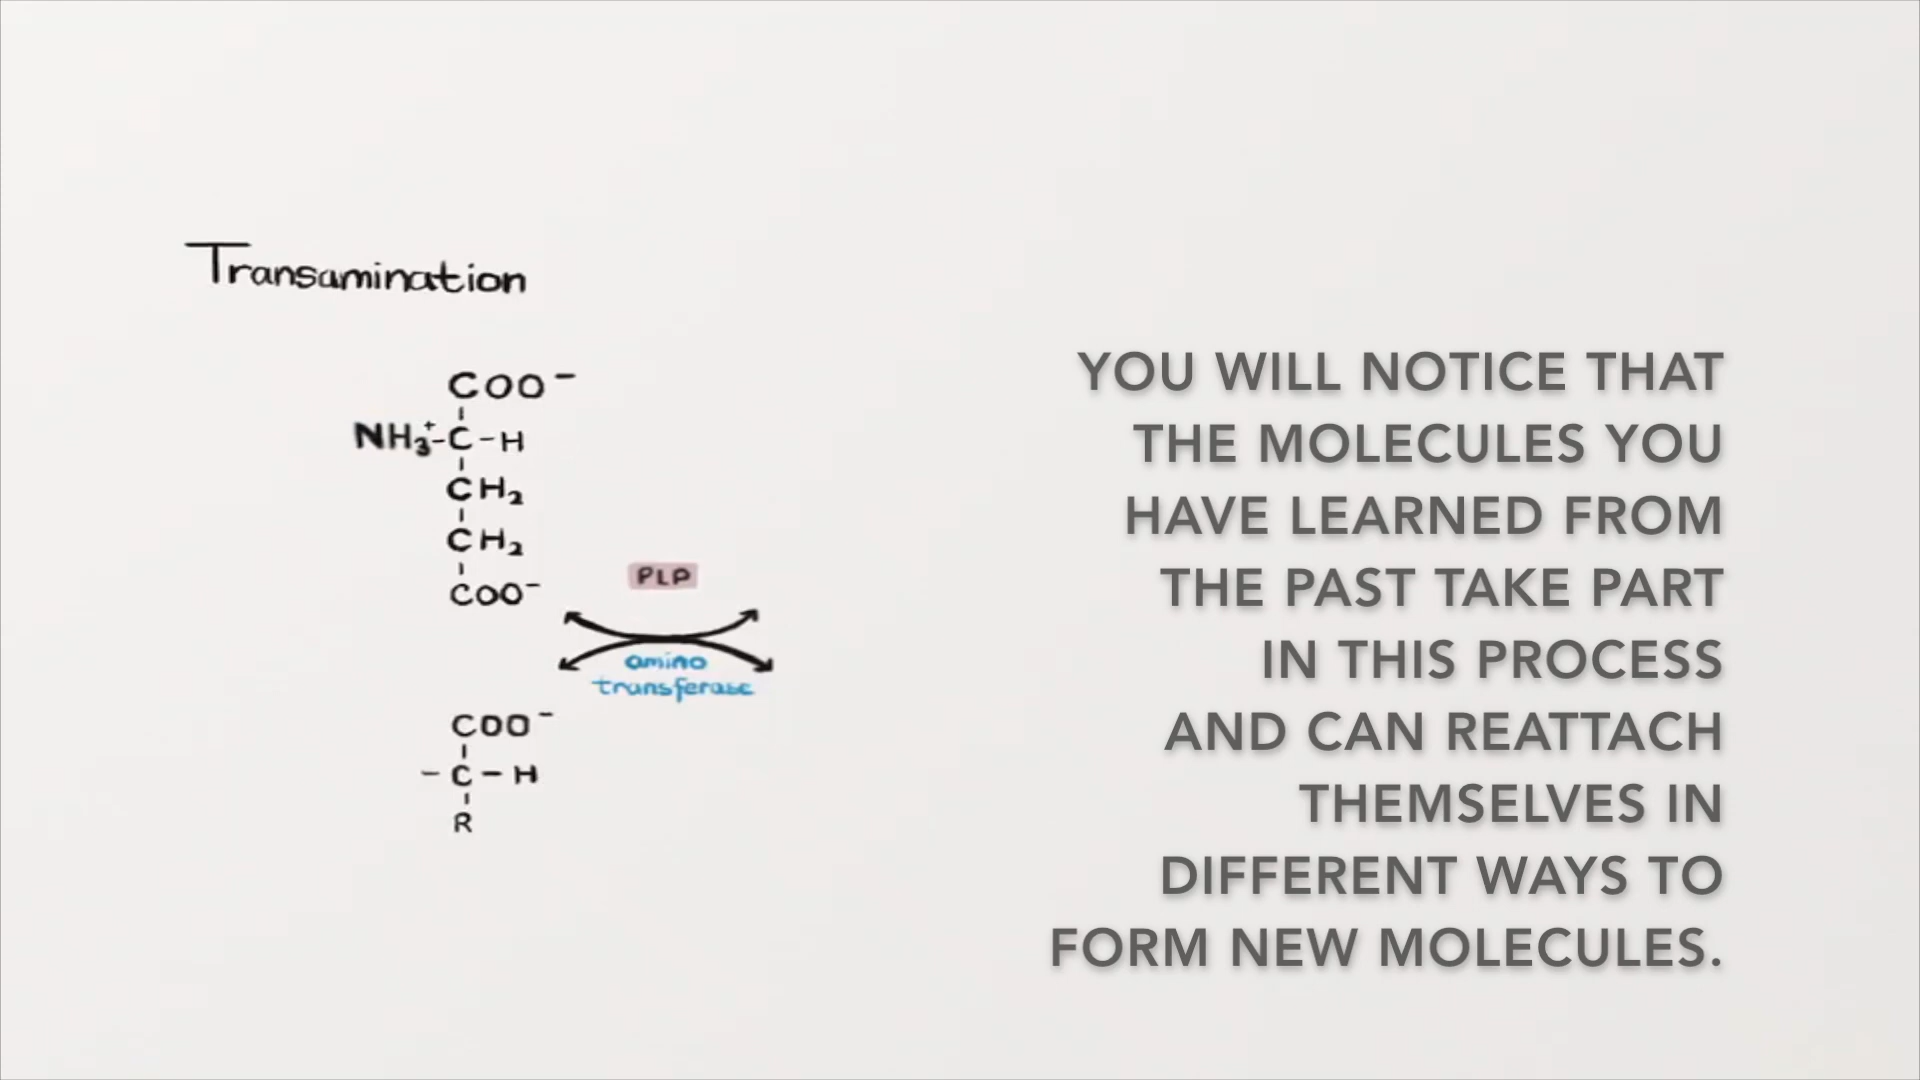 Transamination
COO⁻
NH₃⁺-C-H
CH₂
CH₂
COO⁻
PLP
amino
transferase
COO⁻
-C-H
R
YOU WILL NOTICE THAT
THE MOLECULES YOU
HAVE LEARNED FROM
THE PAST TAKE PART
IN THIS PROCESS
AND CAN REATTACH
THEMSELVES IN
DIFFERENT WAYS TO
FORM NEW MOLECULES.